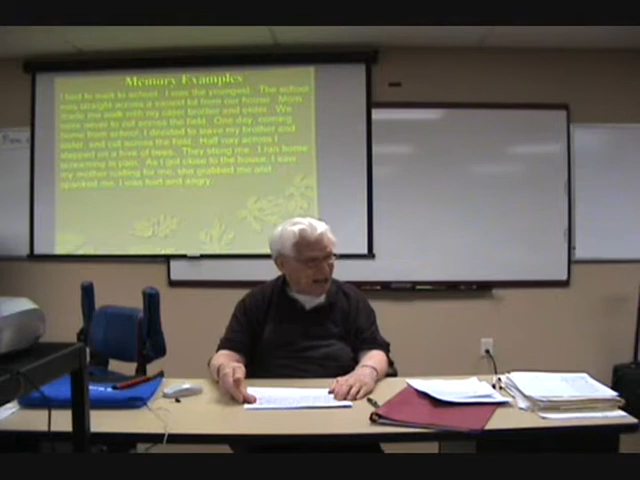 Memory Examples
I had to walk to school. I was the youngest. The school
was straight across a vacant lot from our house. Mom
made me walk with my older brother and sister. We
were never to cut across the field. One day, coming
home from school, I decided to leave my brother and
sister, and cut across the field. Half way across I
stepped on a hive of bees. They stung me. I ran home
screaming in pain. As I got close to the house, I saw
my mother waiting for me, she grabbed me and
spanked me. I was hurt and angry.